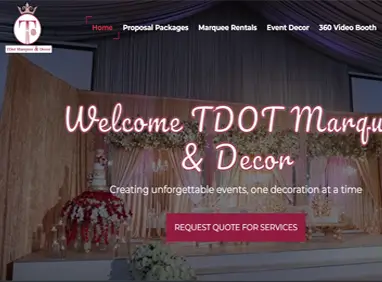 Home Proposal Packages Marquee Rentals Event Decor 360 Video Booth
Tdot Marquee & Decor
Welcome TDOT Marqu
& Decor
Creating unforgettable events, one decoration at a time
REQUEST QUOTE FOR SERVICES